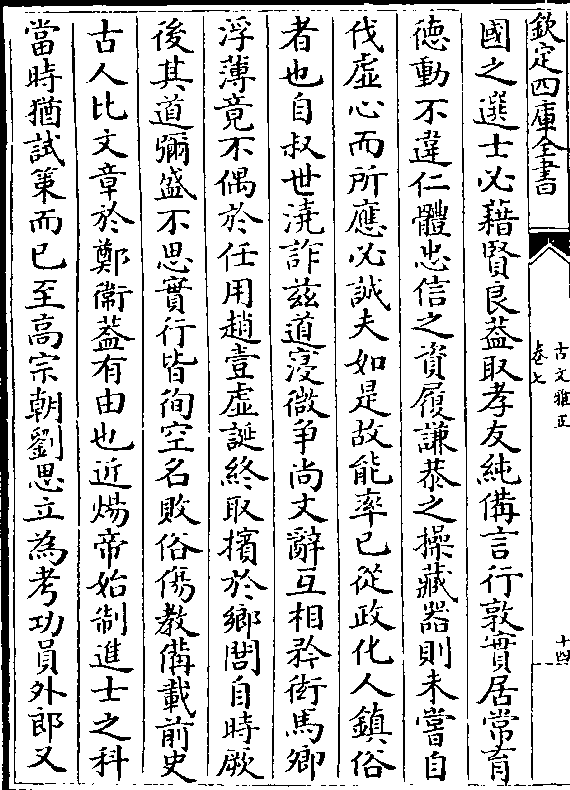 欽定四庫全書
古文雅正
卷七
十四
國之選士必藉賢良葢取孝友純備言行敦實居常育
徳動不違仁體忠信之資履謙恭之操藏器則未嘗自
伐虛心而所應必誠夫如是故能率已從政化人鎮俗
者也自叔世澆詐兹道寖微爭尚文辭互相矜衒馬卿
浮薄竟不偶於任用趙壹虛誕終取擯於鄉閭自時厥
後其道彌盛不思實行皆徇空名敗俗傷教備載前史
古人比文章於鄭衛葢有由也近煬帝始制進士之科
當時猶試策而已至高宗朝劉思立為考功員外郎又